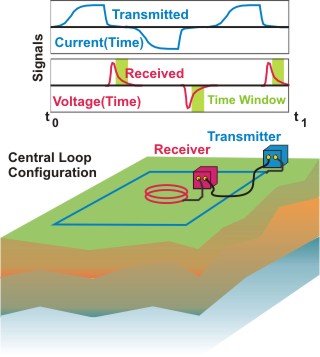 Signals
Transmitted
Current(Time)
Received
Voltage(Time)
Time Window
t0
t1
Transmitter
Receiver
Central Loop
Configuration